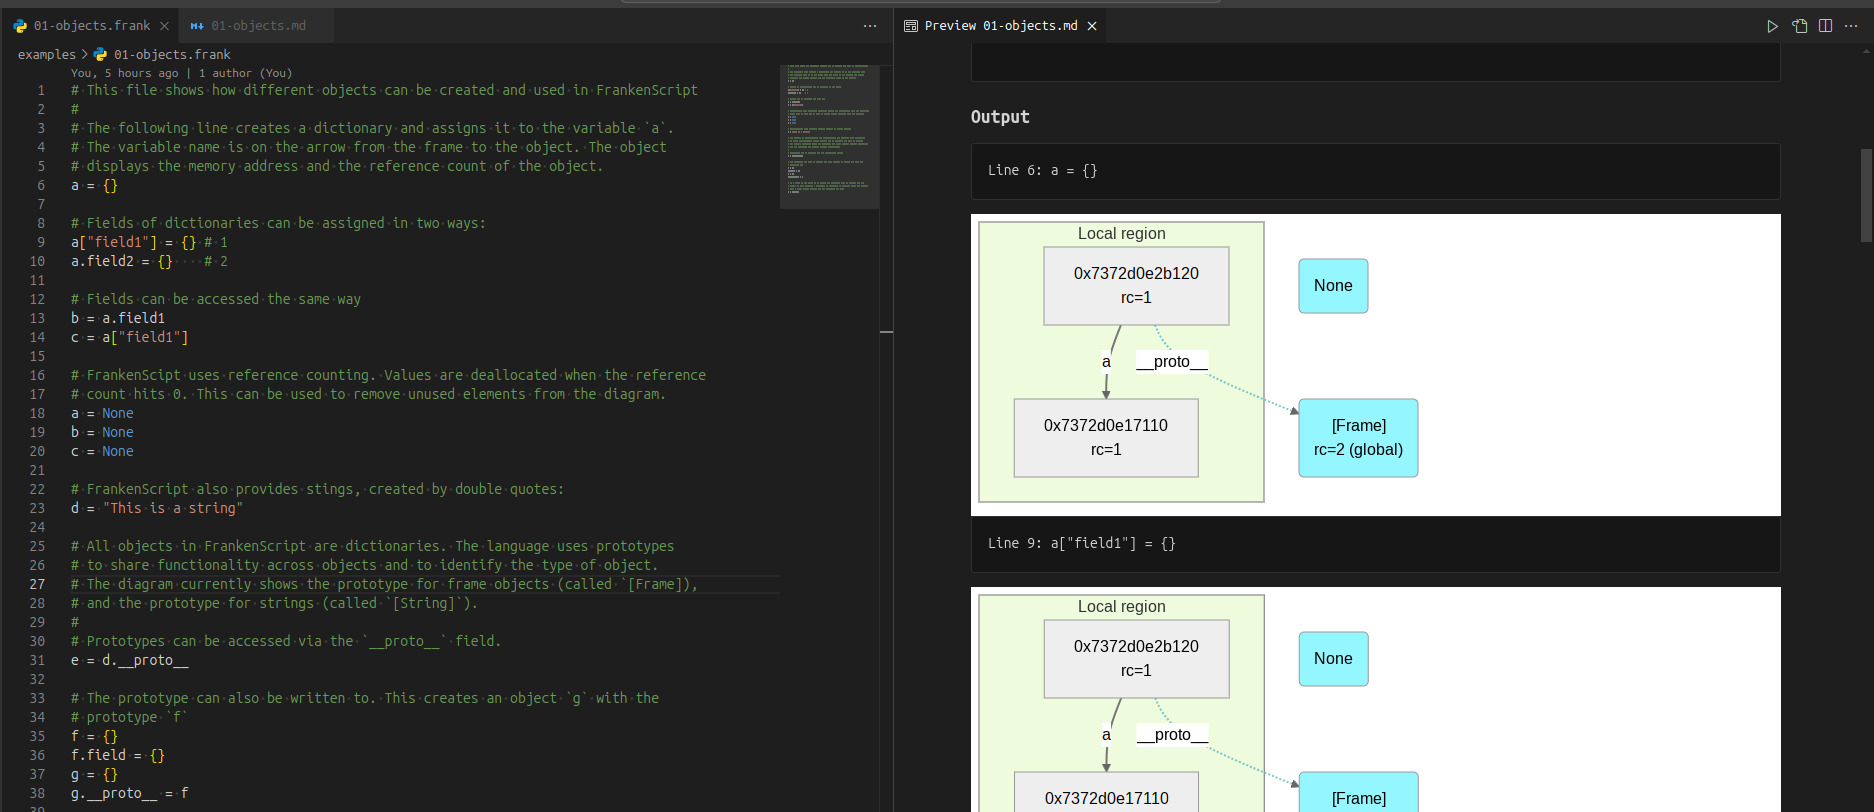 01-objects.frank
01-objects.md
examples > 01-objects.frank
You, 5 hours ago | 1 author (You)
1 # This file shows how different objects can be created and used in FrankenScript
2 #
3 # The following line creates a dictionary and assigns it to the variable `a`.
4 # The variable name is on the arrow from the frame to the object. The object
5 # displays the memory address and the reference count of the object.
6 a = {}
7
8 # Fields of dictionaries can be assigned in two ways:
9 a["field1"] = {} # 1
10 a.field2 = {}    # 2
11
12 # Fields can be accessed the same way
13 b = a.field1
14 c = a["field1"]
15
16 # FrankenScipt uses reference counting. Values are deallocated when the reference
17 # count hits 0. This can be used to remove unused elements from the diagram.
18 a = None
19 b = None
20 c = None
21
22 # FrankenScript also provides stings, created by double quotes:
23 d = "This is a string"
24
25 # All objects in FrankenScript are dictionaries. The language uses prototypes
26 # to share functionality across objects and to identify the type of object.
27 # The diagram currently shows the prototype for frame objects (called `[Frame]),
28 # and the prototype for strings (called `[String]`).
29 #
30 # Prototypes can be accessed via the `__proto__` field.
31 e = d.__proto__
32
33 # The prototype can also be written to. This creates an object `g` with the
34 # prototype `f`
35 f = {}
36 f.field = {}
37 g = {}
38 g.__proto__ = f
39
Preview 01-objects.md
Output
Line 6: a = {}
Local region
0x7372d0e2b120
rc=1
None
a
__proto__
0x7372d0e17110
rc=1
[Frame]
rc=2 (global)
Line 9: a["field1"] = {}
Local region
0x7372d0e2b120
rc=1
None
a
__proto__
0x7372d0e17110
[Frame]